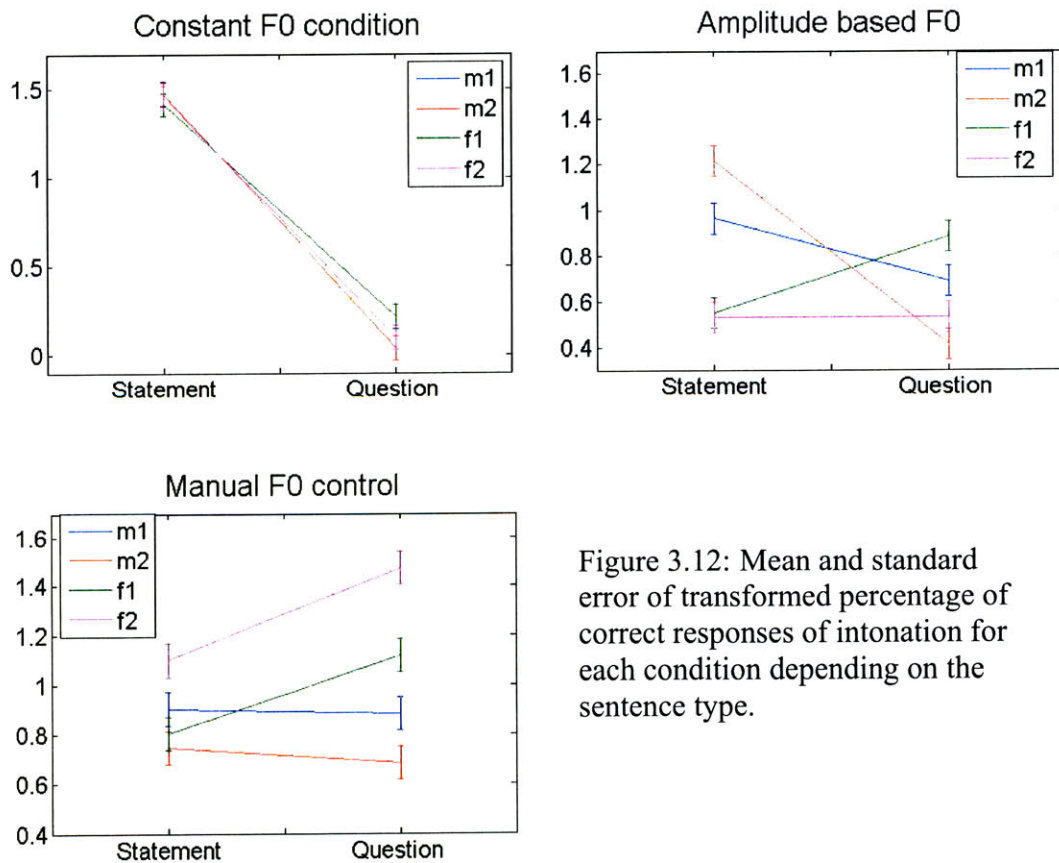 Constant F0 condition
1.5
1
0.5
0
m1
m2
f1
f2
Statement
Question
Amplitude based F0
1.6
1.4
1.2
1
0.8
0.6
0.4
m1
m2
f1
f2
Statement
Question
Manual F0 control
1.6
1.4
1.2
1
0.8
0.6
0.4
m1
m2
f1
f2
Statement
Question
Figure 3.12: Mean and standard
error of transformed percentage of
correct responses of intonation for
each condition depending on the
sentence type.